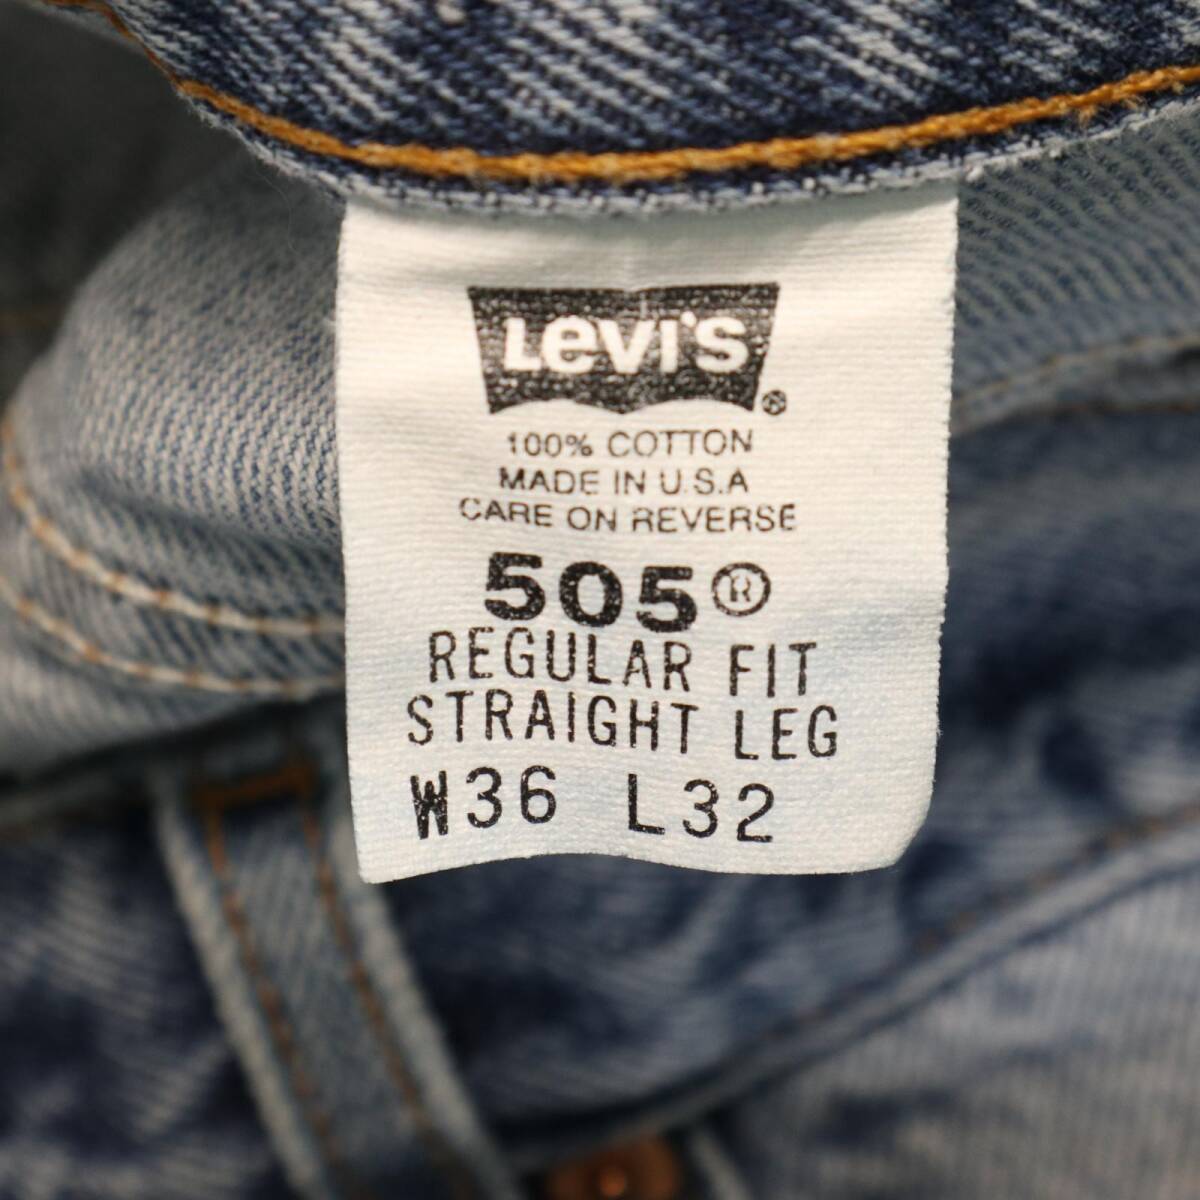 LeVI'S®
100% COTTON
MADE IN U.S.A
CARE ON REVERSE
505®
REGULAR FIT
STRAIGHT LEG
W36 L32